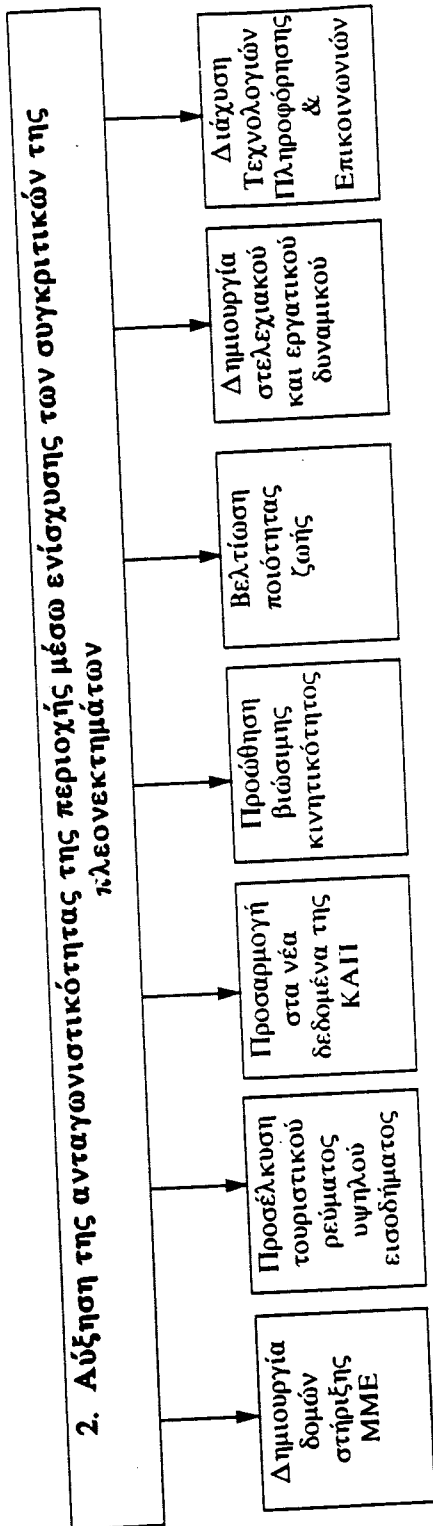 2. Αύξηση της ανταγωνιστικότητας της περιοχής μέσω ενίσχυσης των συγκριτικών της
πλεονεκτημάτων
Δημιουργία
δομών
στήριξης
ΜΜΕ
Προσέλκυση
τουριστικού
ρεύματος
υψηλού
εισοδήματος
Προσαρμογή
στα νέα
δεδομένα της
ΚΑΠ
Προώθηση
βιώσιμης
κινητικότητος
Βελτίωση
ποιότητας
ζωής
Δημιουργία
στελεχιακού
και εργατικού
δυναμικού
Διάχυση
Τεχνολογιών
Πληροφόρησης
&
Επικοινωνιών